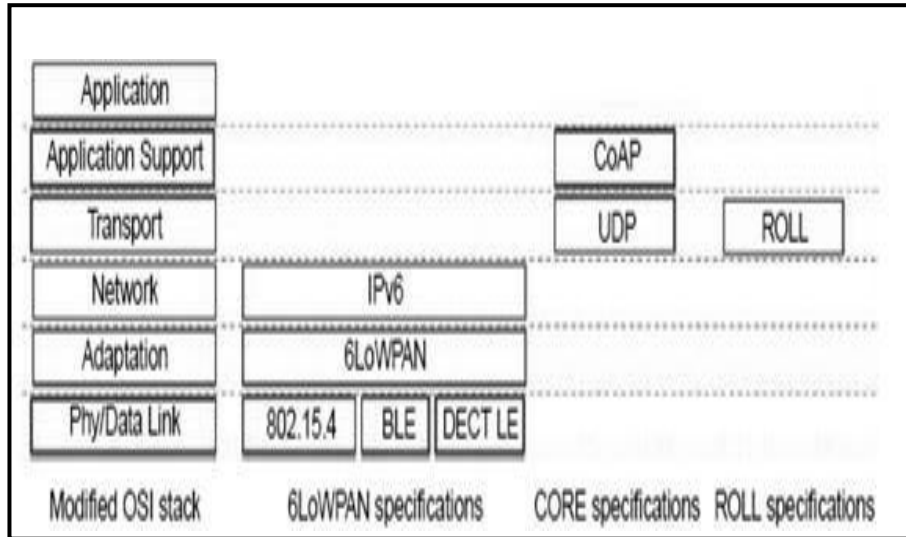 Application
Application Support CoAP
Transport UDP ROLL
Network IPv6
Adaptation 6LoWPAN
Phy/Data Link 802.15.4 BLE DECT LE
Modified OSI stack 6LoWPAN specifications CORE specifications ROLL specifications